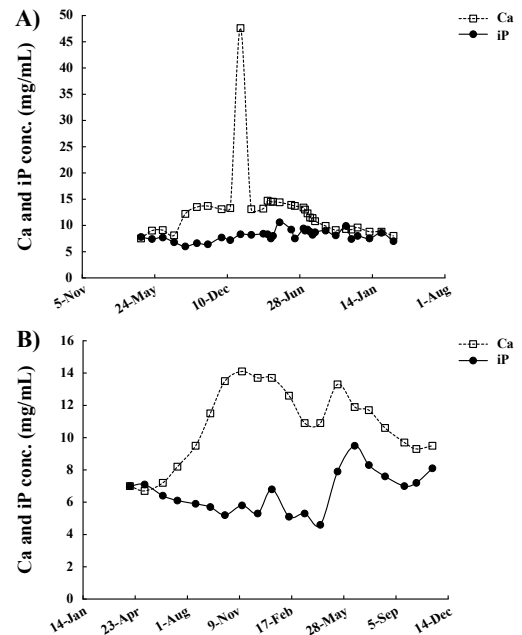 A)
Ca
iP
Ca and iP conc. (mg/mL)
50
45
40
35
30
25
20
15
10
5
0
5-Nov
24-May
10-Dec
28-Jun
14-Jan
1-Aug
B)
Ca
iP
Ca and iP conc. (mg/mL)
16
14
12
10
8
6
4
2
0
14-Jan
23-Apr
1-Aug
9-Nov
17-Feb
28-May
5-Sep
14-Dec